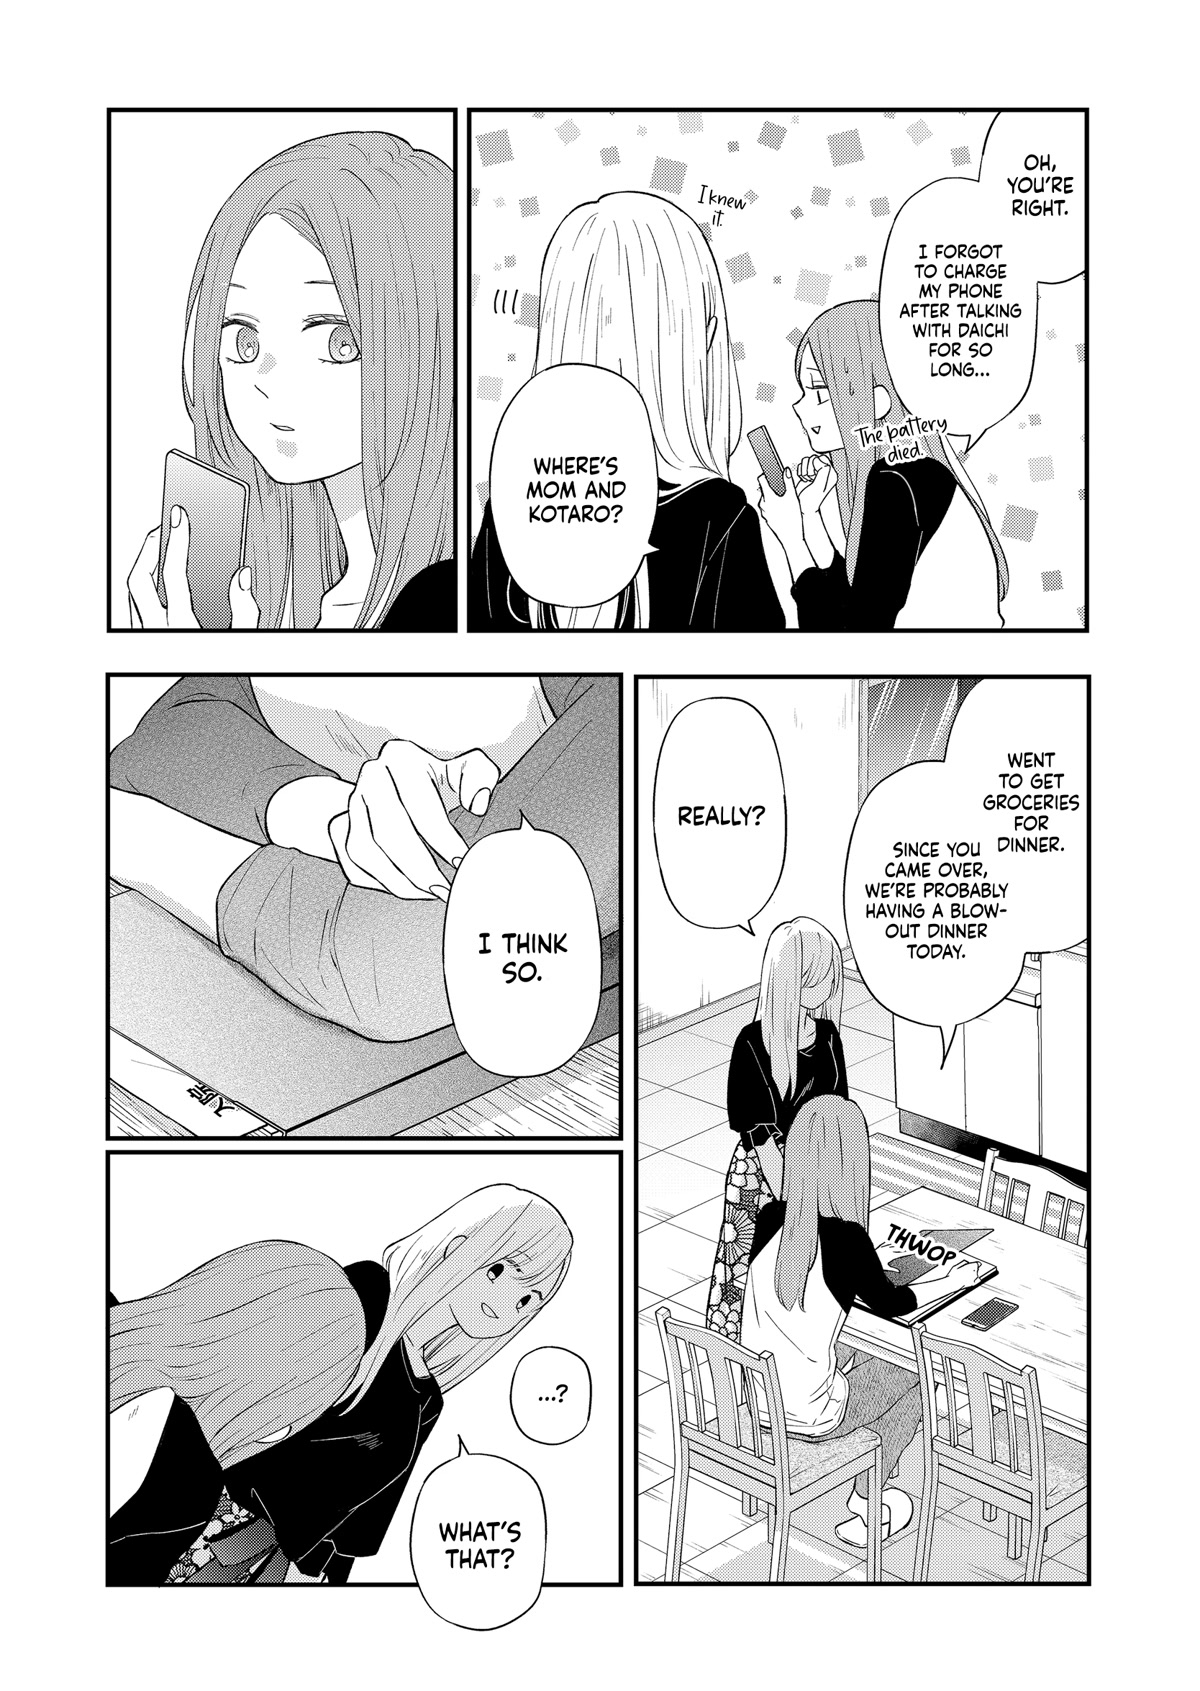 OH,
YOU'RE
RIGHT.
I FORGOT
TO CHARGE
MY PHONE
AFTER TALKING
WITH DAICHI
FOR SO
LONG...
The battery
died.
I knew
it.
WHERE'S
MOM AND
KOTARO?
WENT
TO GET
GROCERIES
FOR
DINNER.
SINCE YOU
CAME OVER,
WE'RE PROBABLY
HAVING A BLOW-
OUT DINNER
TODAY.
REALLY?
THWOP
I THINK
SO.
入院
...?
WHAT'S
THAT?